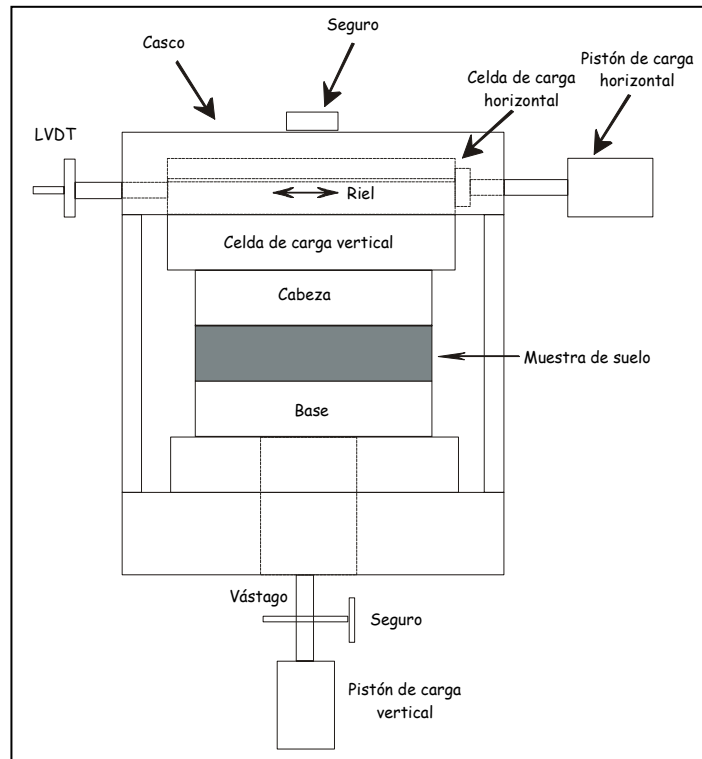 Seguro
Casco
Pistón de carga
horizontal
Celda de carga
horizontal
LVDT
Riel
Celda de carga vertical
Cabeza
Muestra de suelo
Base
Vástago
Seguro
Pistón de carga
vertical